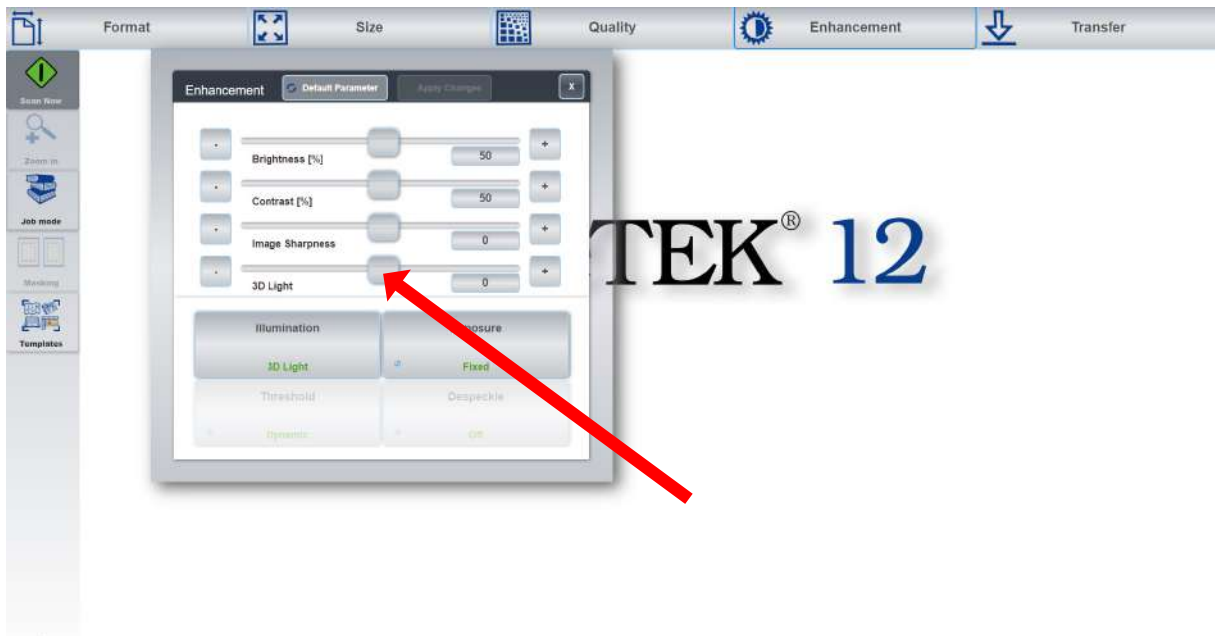 Format Size Quality Enhancement Transfer
Scan Now
Zoom in
Job mode
Masking
Templates
Enhancement Default Parameter Apply Changes x
- +
Brightness [%] 50
- +
Contrast [%] 50
- +
Image Sharpness 0
- +
3D Light 0
Illumination posure
3D Light Fixed
Threshold Despeckle
Dynamic Off
TEK® 12